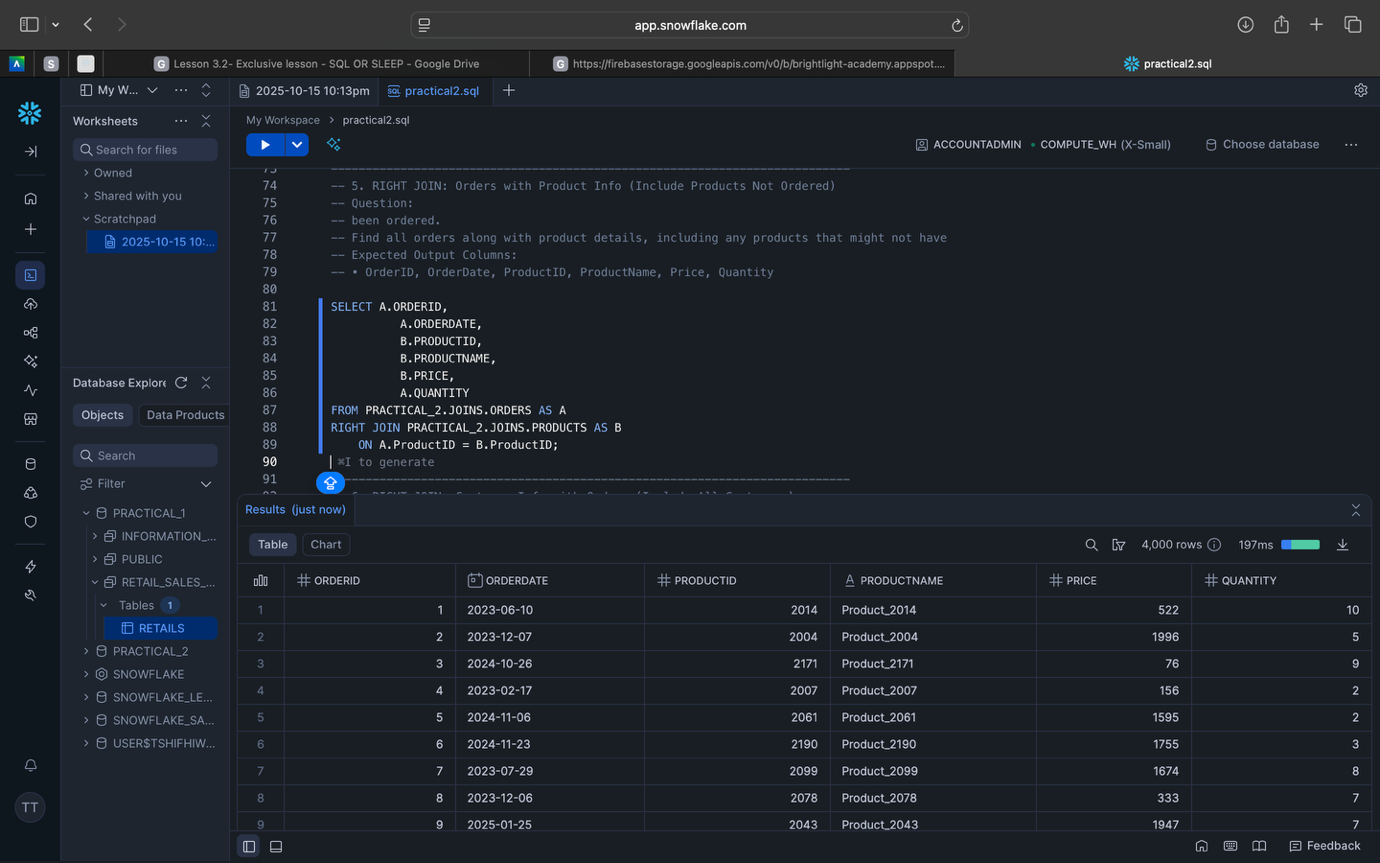 app.snowflake.com
S
G Lesson 3.2- Exclusive lesson - SQL OR SLEEP - Google Drive
G https://firebasestorage.googleapis.com/v0/b/brightlight-academy.appspot....
practical2.sql
My W...
2025-10-15 10:13pm
SQL practical2.sql
Worksheets
Search for files
Owned
Shared with you
Scratchpad
2025-10-15 10:...
My Workspace > practical2.sql
ACCOUNTADMIN • COMPUTE_WH (X-Small)
Choose database
73 ----------------------------------------------------------------------------
74 -- 5. RIGHT JOIN: Orders with Product Info (Include Products Not Ordered)
75 -- Question:
76 -- been ordered.
77 -- Find all orders along with product details, including any products that might not have
78 -- Expected Output Columns:
79 -- • OrderID, OrderDate, ProductID, ProductName, Price, Quantity
80
81 SELECT A.ORDERID,
82 A.ORDERDATE,
83 B.PRODUCTID,
84 B.PRODUCTNAME,
85 B.PRICE,
86 A.QUANTITY
87 FROM PRACTICAL_2.JOINS.ORDERS AS A
88 RIGHT JOIN PRACTICAL_2.JOINS.PRODUCTS AS B
89 ON A.ProductID = B.ProductID;
90 ⌘I to generate
91 ----------------------------------------------------------------------------
Database Explore
Objects
Data Products
Search
Filter
PRACTICAL_1
INFORMATION_...
PUBLIC
RETAIL_SALES_...
Tables 1
RETAILS
PRACTICAL_2
SNOWFLAKE
SNOWFLAKE_LE...
SNOWFLAKE_SA...
USER$TSHIFHIW...
TT
Results (just now)
Table
Chart
4,000 rows
197ms
ORDERID ORDERDATE PRODUCTID A PRODUCTNAME PRICE QUANTITY
1 1 2023-06-10 2014 Product_2014 522 10
2 2 2023-12-07 2004 Product_2004 1996 5
3 3 2024-10-26 2171 Product_2171 76 9
4 4 2023-02-17 2007 Product_2007 156 2
5 5 2024-11-06 2061 Product_2061 1595 2
6 6 2024-11-23 2190 Product_2190 1755 3
7 7 2023-07-29 2099 Product_2099 1674 8
8 8 2023-12-06 2078 Product_2078 333 7
9 9 2025-01-25 2043 Product_2043 1947 7
Feedback